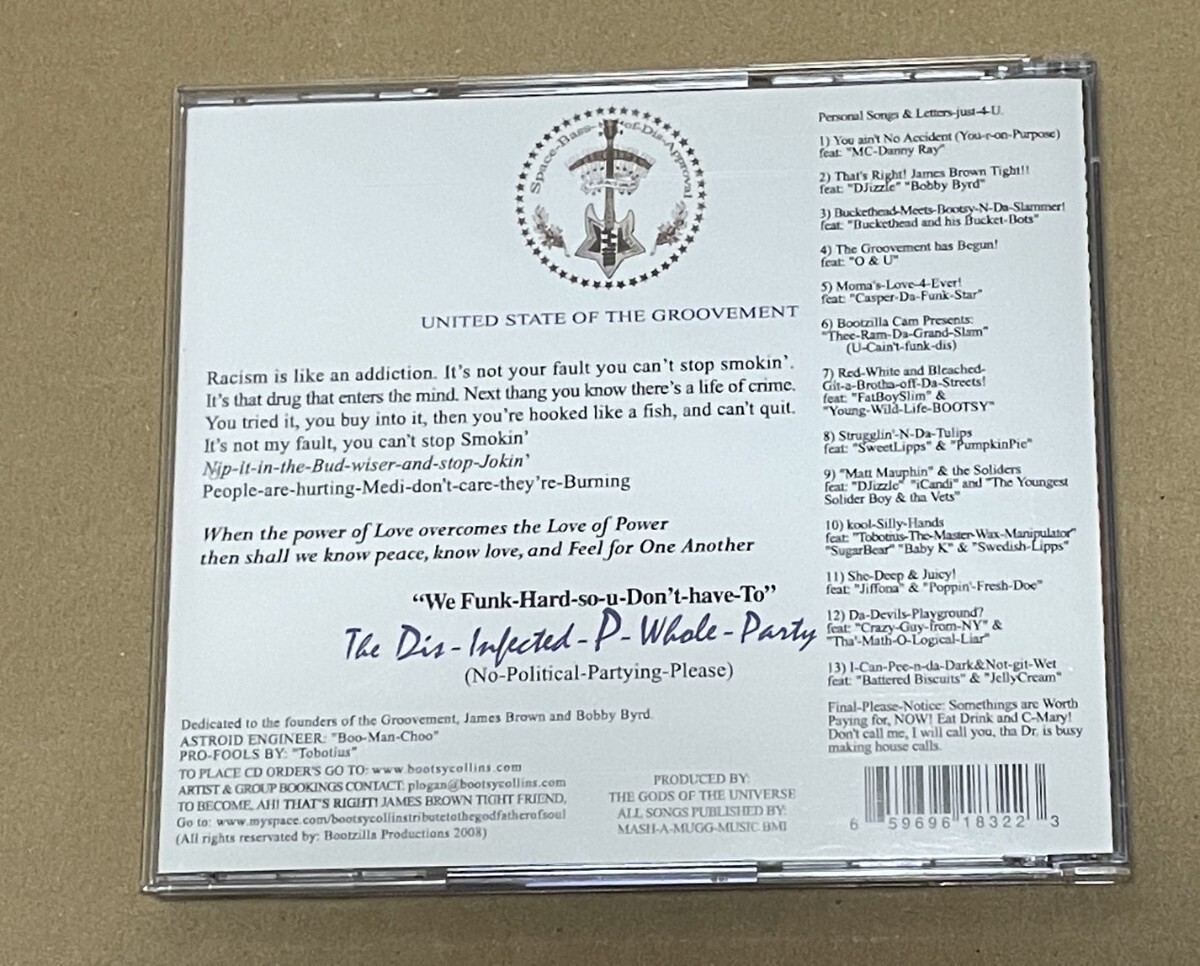 Space-Bass- -of-Dis-Approval
UNITED STATE OF THE GROOVEMENT
Racism is like an addiction. It's not your fault you can't stop smokin'.
It's that drug that enters the mind. Next thang you know there's a life of crime.
You tried it, you buy into it, then you're hooked like a fish, and can't quit.
It's not my fault, you can't stop Smokin'
Nip-it-in-the-Bud-wiser-and-stop-Jokin'
People-are-hurting-Medi-don't-care-they're-Burning
When the power of Love overcomes the Love of Power
then shall we know peace, know love, and Feel for One Another
"We Funk-Hard-so-u-Don't-have-To"
The Dis-Infected-P-Whole-Party
(No-Political-Partying-Please)
Dedicated to the founders of the Groovement, James Brown and Bobby Byrd.
ASTROID ENGINEER: "Boo-Man-Choo"
PRO-FOOLS BY: "Tobotius"
TO PLACE CD ORDER'S GO TO: www.bootsycollins.com
ARTIST & GROUP BOOKINGS CONTACT: plogan@bootsycollins.com
TO BECOME, AH! THAT'S RIGHT! JAMES BROWN TIGHT FRIEND,
Go to: www.myspace.com/bootsycollinstributetothegodfatherofsoul
(All rights reservated by: Bootzilla Productions 2008)
PRODUCED BY:
THE GODS OF THE UNIVERSE
ALL SONGS PUBLISHED BY:
MASH-A-MUGG-MUSIC BMI
Personal Songs & Letters-just-4-U.
1) You ain't No Accident (You-r-on-Purpose)
feat: "MC-Danny Ray"
2) That's Right! James Brown Tight!!
feat: "DJizzle" "Bobby Byrd"
3) Buckethead-Meets-Bootsy-N-Da-Slammer!
feat: "Buckethead and his Bucket-Bots"
4) The Groovement has Begun!
feat: "O & U"
5) Moma's-Love-4-Ever!
feat: "Casper-Da-Funk-Star"
6) Bootzilla Cam Presents:
"Thee-Ram-Da-Grand-Slam"
(U-Cain't-funk-dis)
7) Red-White and Bleached-
Git-a-Brotha-off-Da-Streets!
feat: "FatBoySlim" &
"Young-Wild-Life-BOOTSY"
8) Strugglin'-N-Da-Tulips
feat: "SweetLipps" & "PumpkinPie"
9) "Matt Mauphin" & the Soliders
feat: "DJizzle" "iCandi" and "The Youngest
Solider Boy & tha Vets"
10) kool-Silly-Hands
feat: "Tobotius-The-Master-Wax-Manipulator"
"SugarBear" "Baby K" & "Swedish-Lipps"
11) She-Deep & Juicy!
feat: "Jiffona" & "Poppin'-Fresh-Doe"
12) Da-Devils-Playground?
feat: "Crazy-Guy-from-NY" &
"Tha'-Math-O-Logical-Liar"
13) I-Can-Pee-n-da-Dark&Not-git-Wet
feat: "Battered Biscuits" & "JellyCream"
Final-Please-Notice: Somethings are Worth
Paying for, NOW! Eat Drink and C-Mary!
Don't call me, I will call you, tha Dr. is busy
making house calls.
6 59696 18322 3